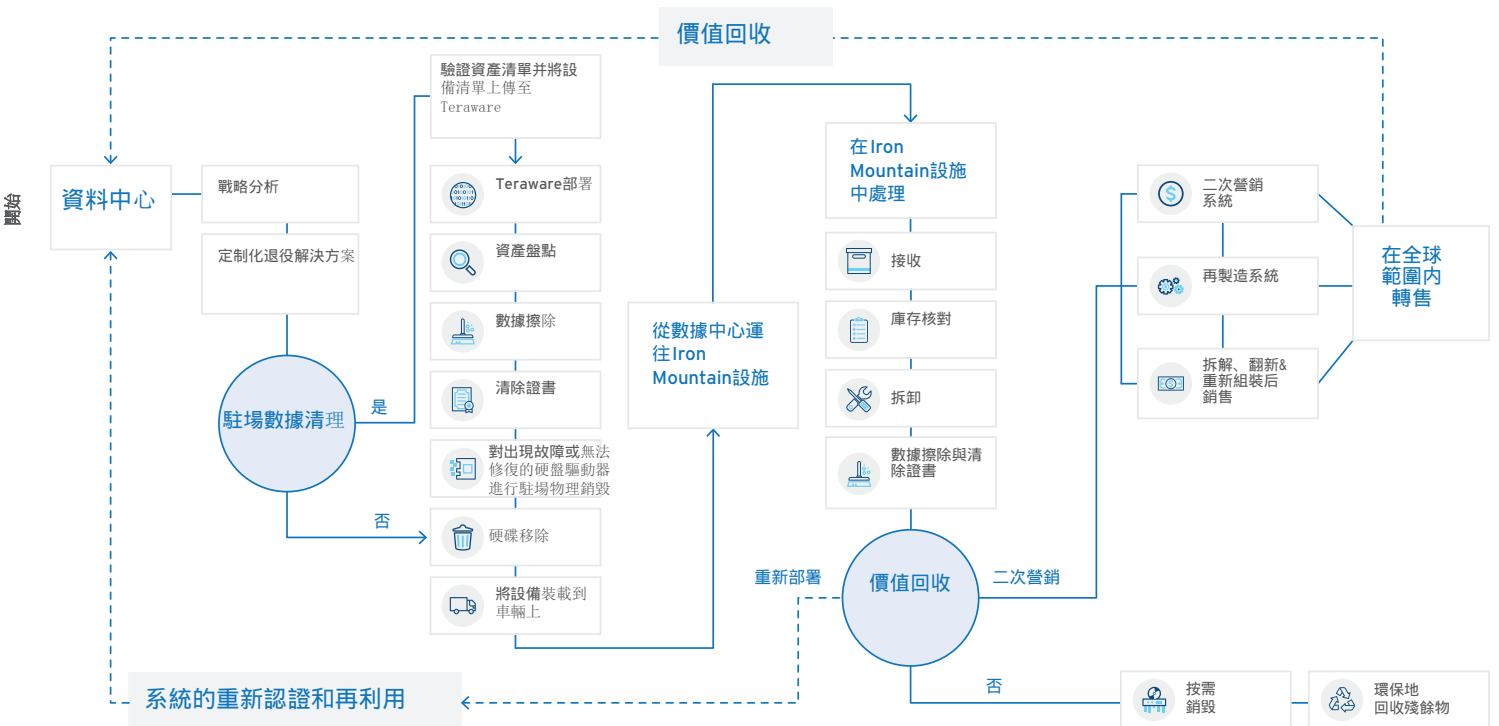 價值回收
開始
資料中心
戰略分析
定制化退役解決方案
駐場數據清理
是
否
驗證資產清單并將設
備清單上傳至
Teraware
Teraware部署
資產盤點
數據擦除
清除證書
對出現故障或無法
修復的硬盤驅動器
進行駐場物理銷毀
硬碟移除
將設備裝載到
車輛上
從數據中心運
往Iron
Mountain設施
在Iron
Mountain設施
中處理
接收
庫存核對
拆卸
數據擦除與清
除證書
價值回收
重新部署
二次營銷
否
二次營銷
系統
再製造系統
拆解、翻新&
重新組裝后
銷售
在全球
範圍内
轉售
系統的重新認證和再利用
按需
銷毀
環保地
回收殘餘物